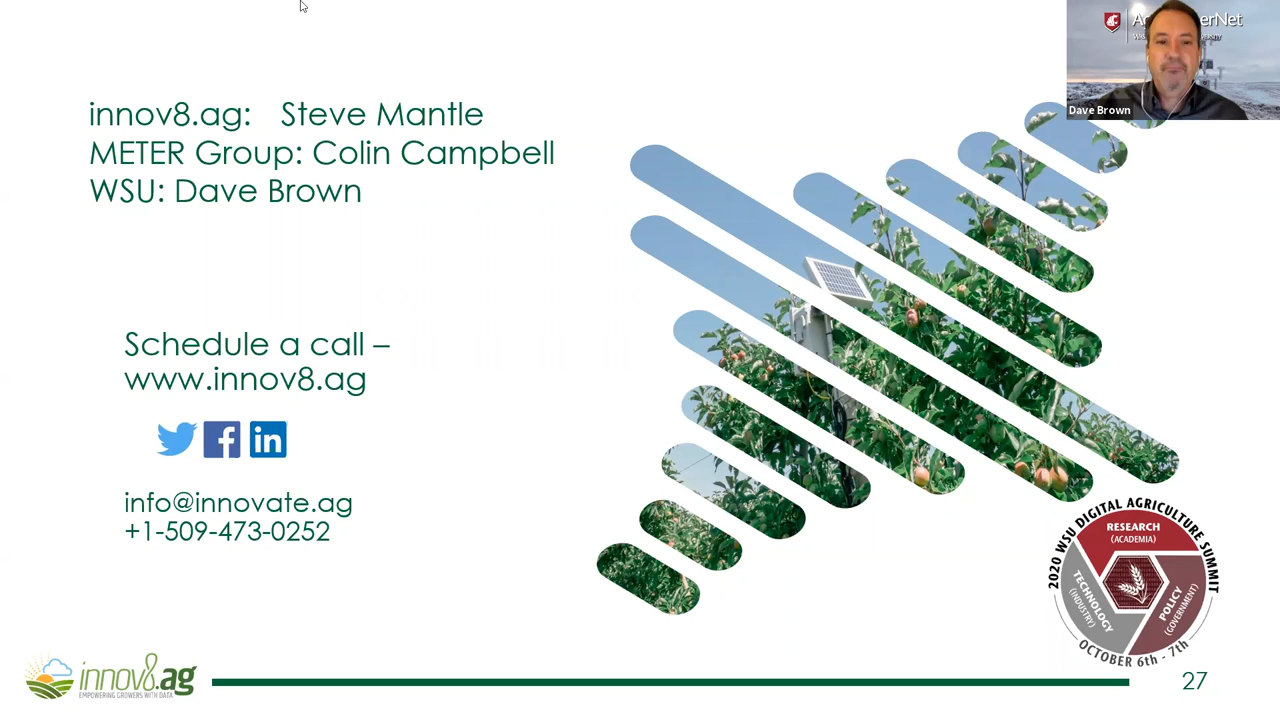 innov8.ag: Steve Mantle
METER Group: Colin Campbell
WSU: Dave Brown
Dave Brown
Schedule a call –
www.innov8.ag
info@innovate.ag
+1-509-473-0252
2020 WSU DIGITAL AGRICULTURE SUMMIT
RESEARCH
(ACADEMIA)
TECHNOLOGY
(INDUSTRY)
POLICY
(GOVERNMENT)
OCTOBER 6th - 7th
innov8.ag
EMPOWERING GROWERS WITH DATA
27